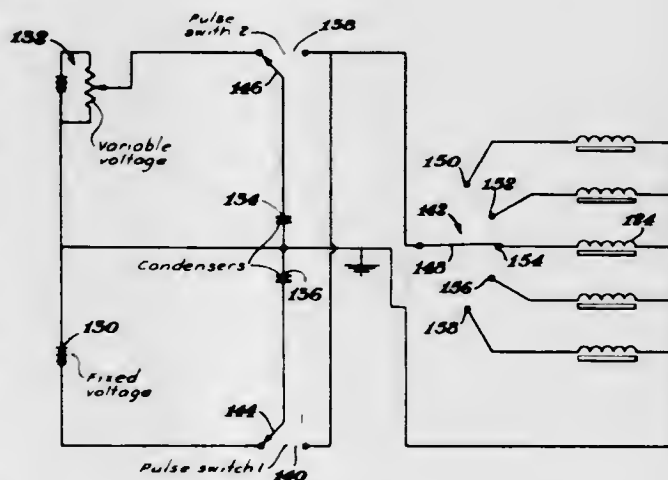 132
Pulse
swith 2
138
146
Variable
voltage
150
152
134
142
124
148
154
Condensers
136
156
158
130
Fixed
voltage
144
Pulse switch 1
140